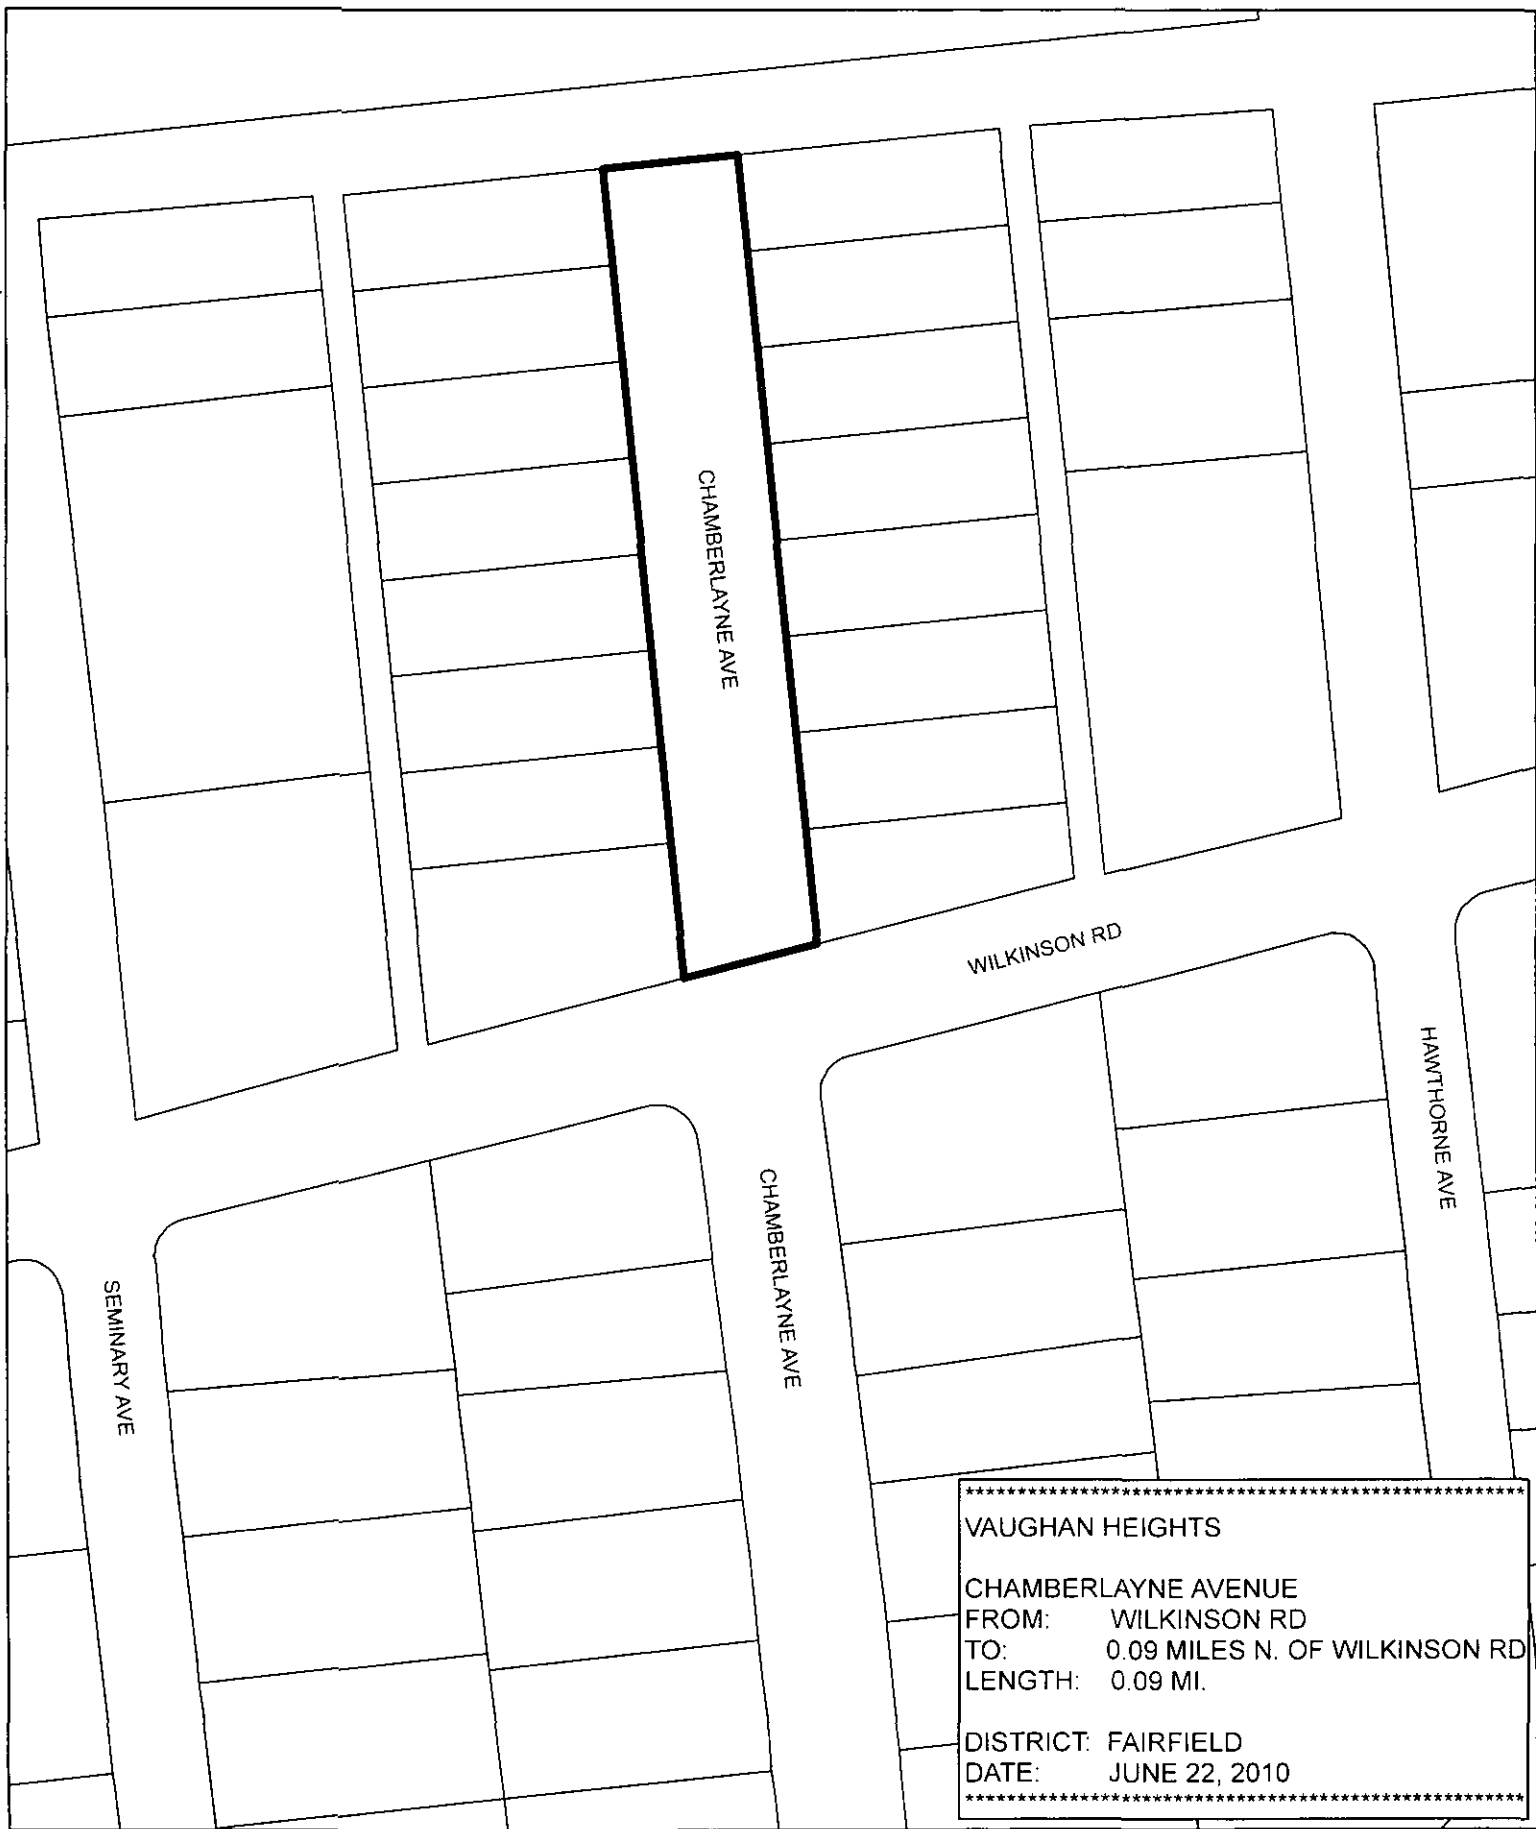 CHAMBERLAYNE AVE
WILKINSON RD
HAWTHORNE AVE
CHAMBERLAYNE AVE
SEMINARY AVE
******************************************************
VAUGHAN HEIGHTS
CHAMBERLAYNE AVENUE
FROM: WILKINSON RD
TO: 0.09 MILES N. OF WILKINSON RD
LENGTH: 0.09 MI.
DISTRICT: FAIRFIELD
DATE: JUNE 22, 2010
******************************************************